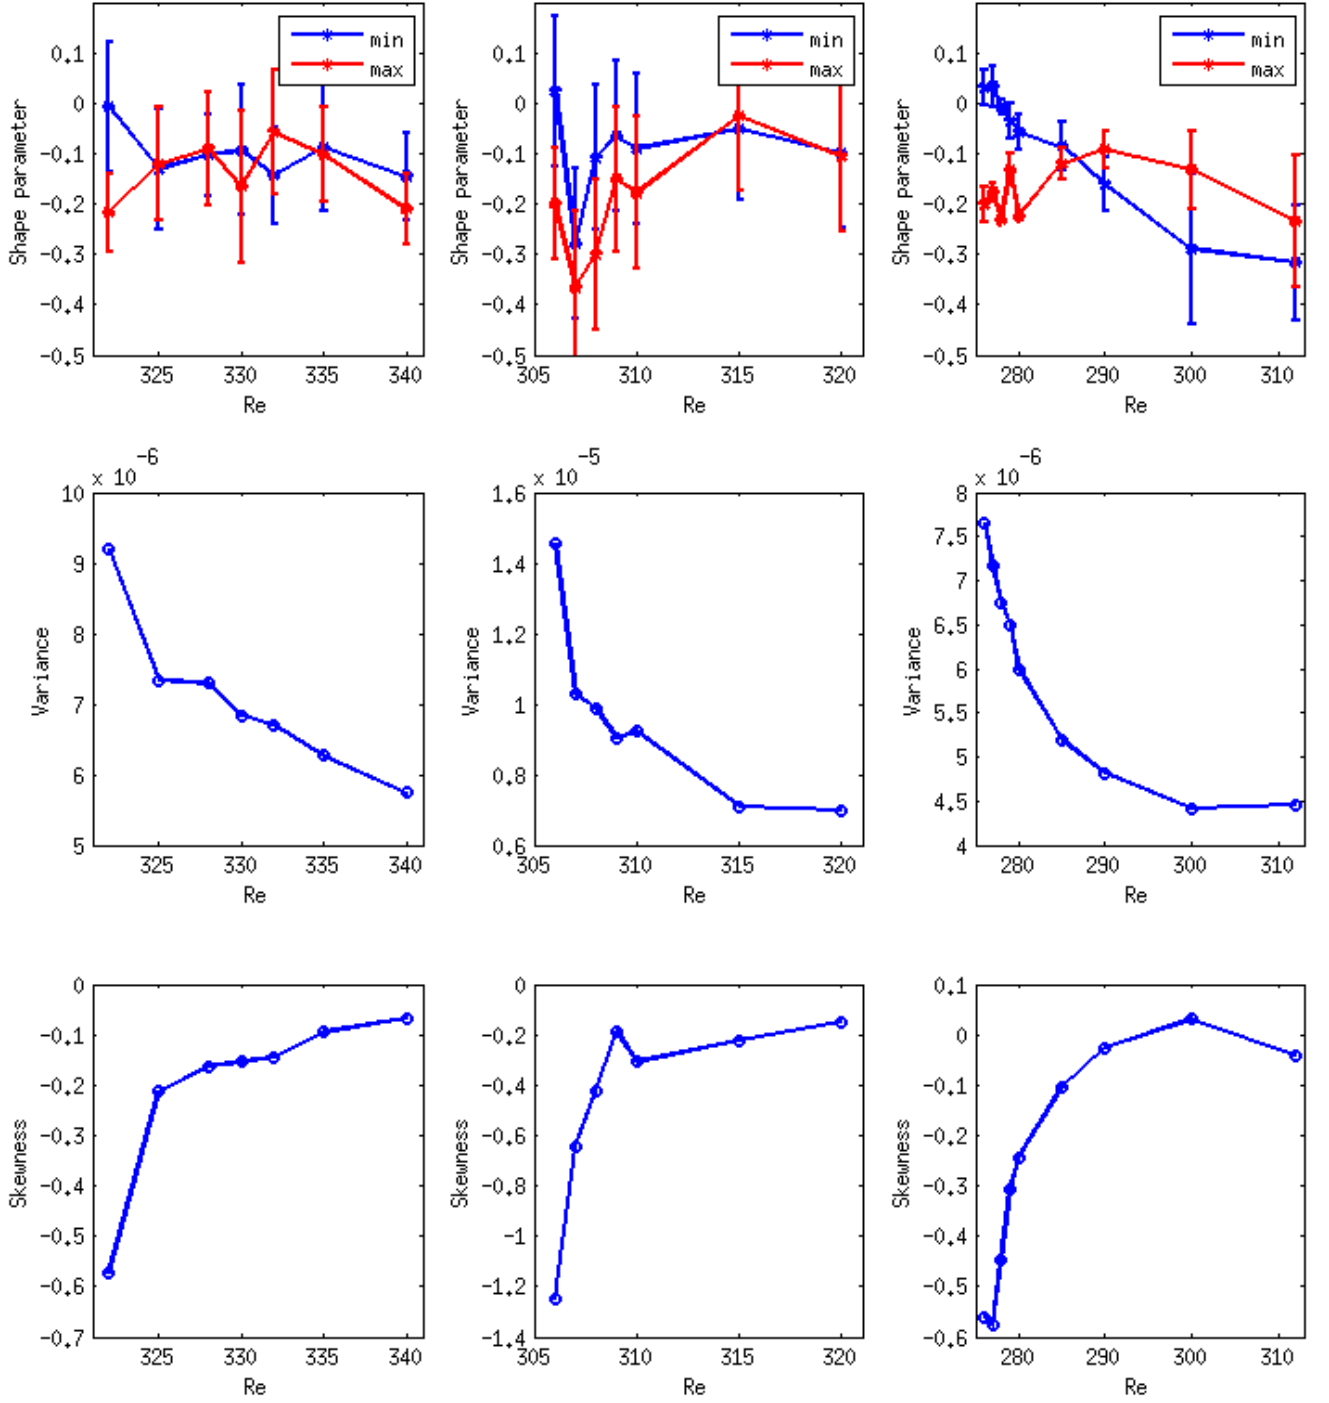 min
max
0.1
0
-0.1
-0.2
-0.3
-0.4
-0.5
325 330 335 340
Shape parameter
Re
min
max
0.1
0
-0.1
-0.2
-0.3
-0.4
-0.5
305 310 315 320
Shape parameter
Re
min
max
0.1
0
-0.1
-0.2
-0.3
-0.4
-0.5
280 290 300 310
Shape parameter
Re
x 10 -6
10
9
8
7
6
5
325 330 335 340
Variance
Re
x 10 -5
1.6
1.4
1.2
1
0.8
0.6
305 310 315 320
Variance
Re
x 10 -6
8
7.5
7
6.5
6
5.5
5
4.5
4
280 290 300 310
Variance
Re
0
-0.1
-0.2
-0.3
-0.4
-0.5
-0.6
-0.7
325 330 335 340
Skewness
Re
0
-0.2
-0.4
-0.6
-0.8
-1
-1.2
-1.4
305 310 315 320
Skewness
Re
0.1
0
-0.1
-0.2
-0.3
-0.4
-0.5
-0.6
280 290 300 310
Skewness
Re